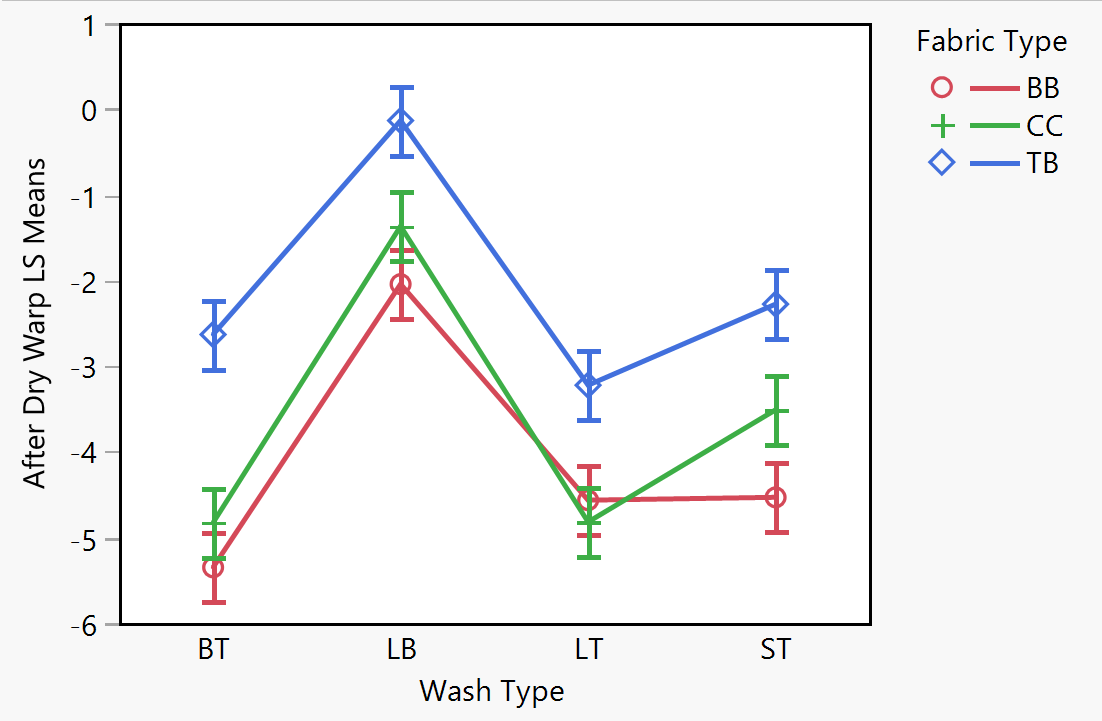 Fabric Type
BB
CC
TB
After Dry Warp LS Means
1
0
-1
-2
-3
-4
-5
-6
BT LB LT ST
Wash Type